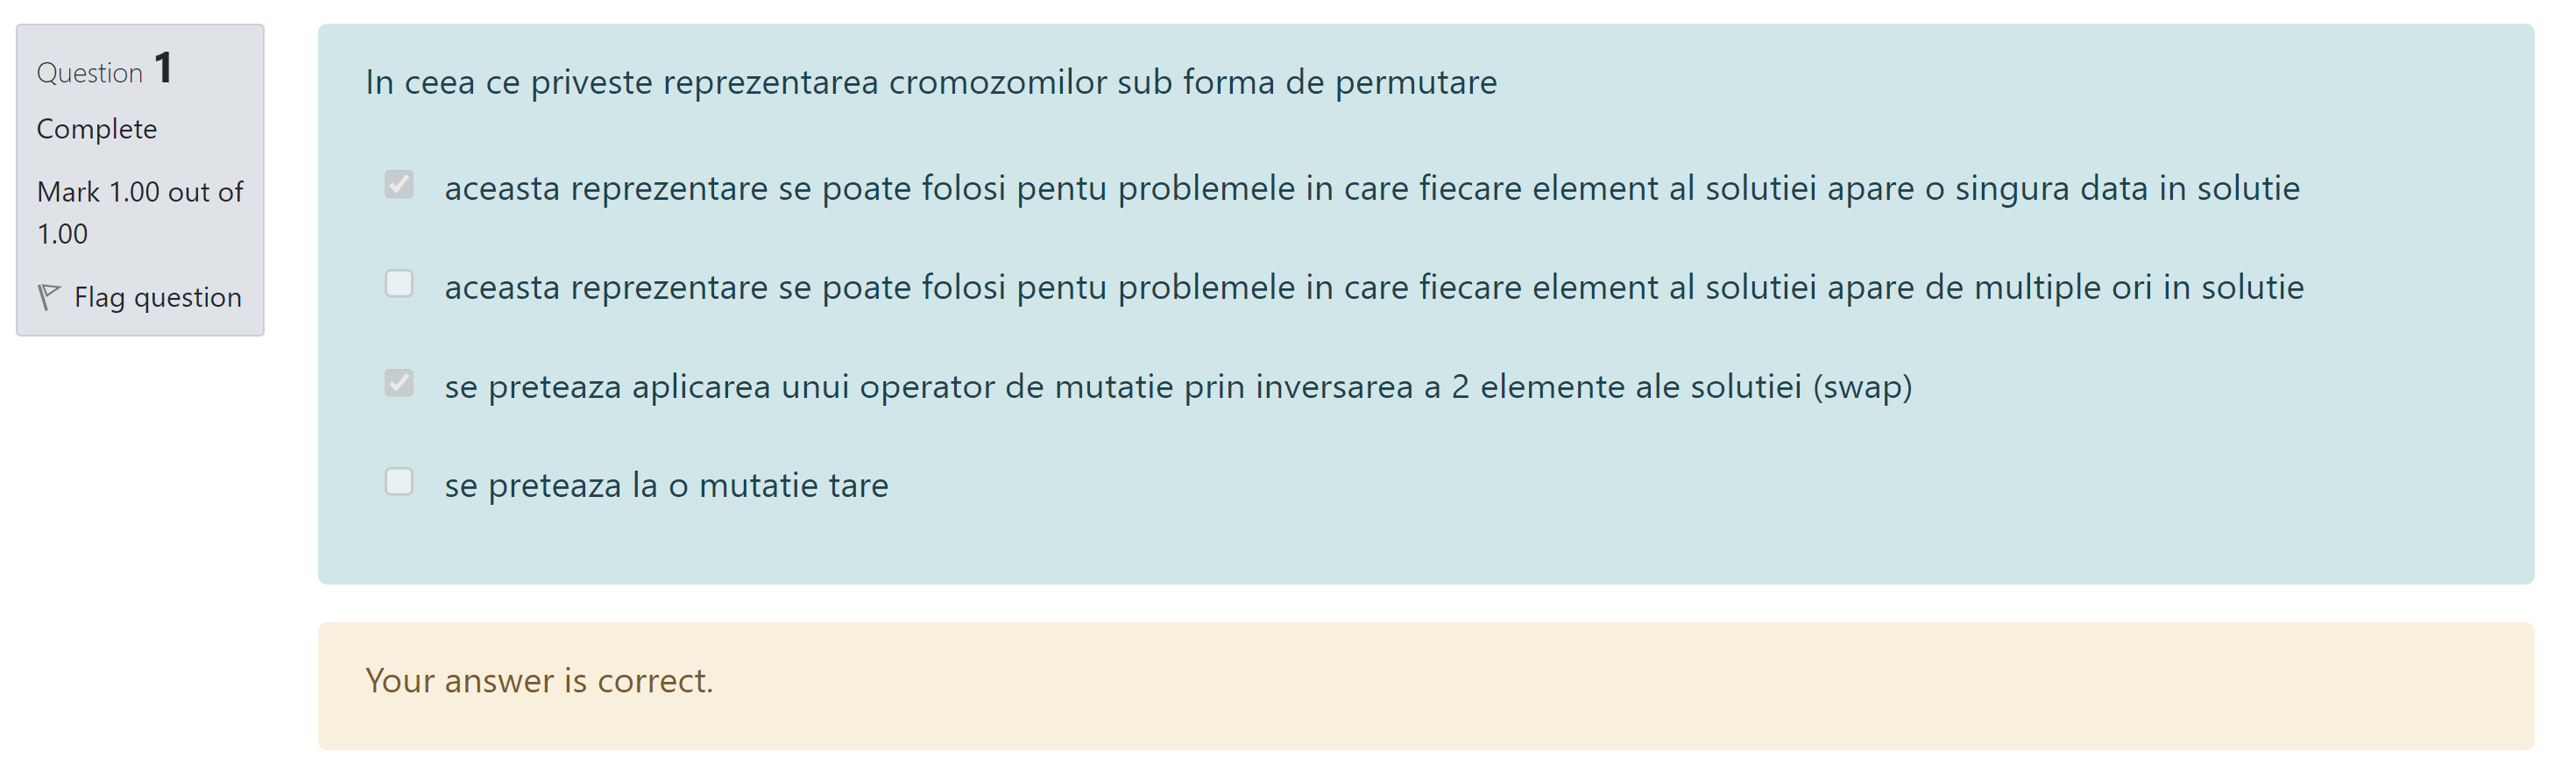 Question 1
Complete
Mark 1.00 out of
1.00
Flag question
In ceea ce priveste reprezentarea cromozomilor sub forma de permutare
aceasta reprezentare se poate folosi pentu problemele in care fiecare element al solutiei apare o singura data in solutie
aceasta reprezentare se poate folosi pentu problemele in care fiecare element al solutiei apare de multiple ori in solutie
se preteaza aplicarea unui operator de mutatie prin inversarea a 2 elemente ale solutiei (swap)
se preteaza la o mutatie tare
Your answer is correct.